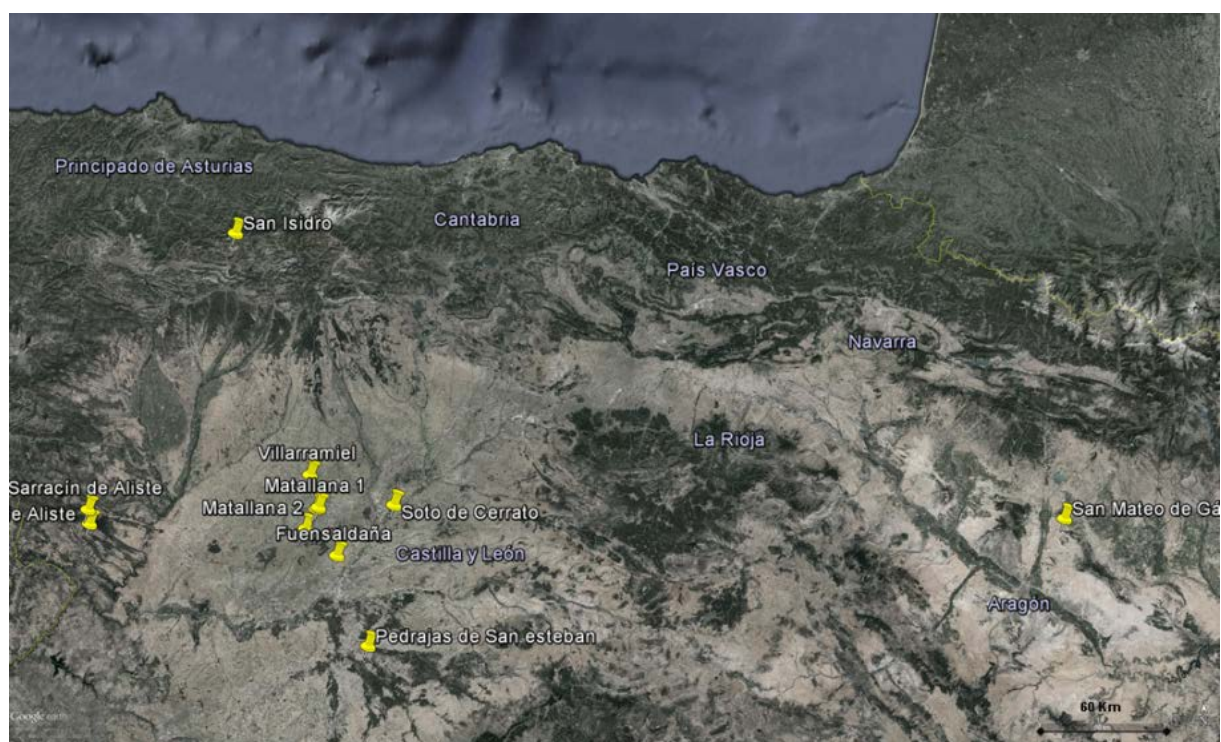 Principado de Asturias
San Isidro
Cantabria
País Vasco
Navarra
La Rioja
Villarramiel
Matallana 1
Sarracín de Aliste
Matallana 2
Soto de Cerrato
San Mateo de Gá
e Aliste
Fuensaldaña
Castilla y León
Aragón
Pedrajas de San esteban
60 Km
Google earth